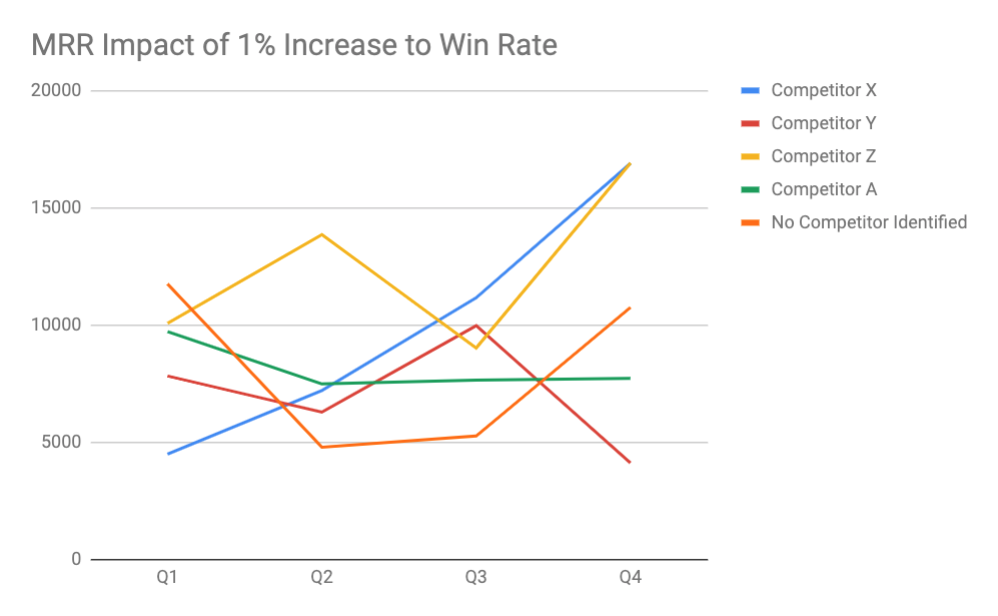 MRR Impact of 1% Increase to Win Rate
20000
15000
10000
5000
0
Q1 Q2 Q3 Q4
Competitor X
Competitor Y
Competitor Z
Competitor A
No Competitor Identified